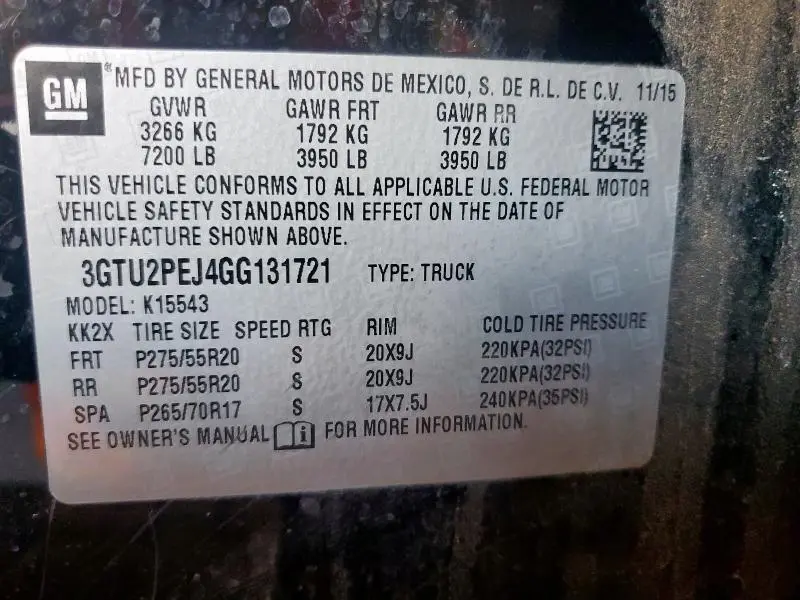 GM
MFD BY GENERAL MOTORS DE MEXICO, S. DE R.L. DE C.V. 11/15
GVWR GAWR FRT GAWR RR
3266 KG 1792 KG 1792 KG
7200 LB 3950 LB 3950 LB
THIS VEHICLE CONFORMS TO ALL APPLICABLE U.S. FEDERAL MOTOR
VEHICLE SAFETY STANDARDS IN EFFECT ON THE DATE OF
MANUFACTURE SHOWN ABOVE.
3GTU2PEJ4GG131721 TYPE: TRUCK
MODEL: K15543
KK2X TIRE SIZE SPEED RTG RIM COLD TIRE PRESSURE
FRT P275/55R20 S 20X9J 220KPA(32PSI)
RR P275/55R20 S 20X9J 220KPA(32PSI)
SPA P265/70R17 S 17X7.5J 240KPA(35PSI)
SEE OWNER'S MANUAL i FOR MORE INFORMATION.